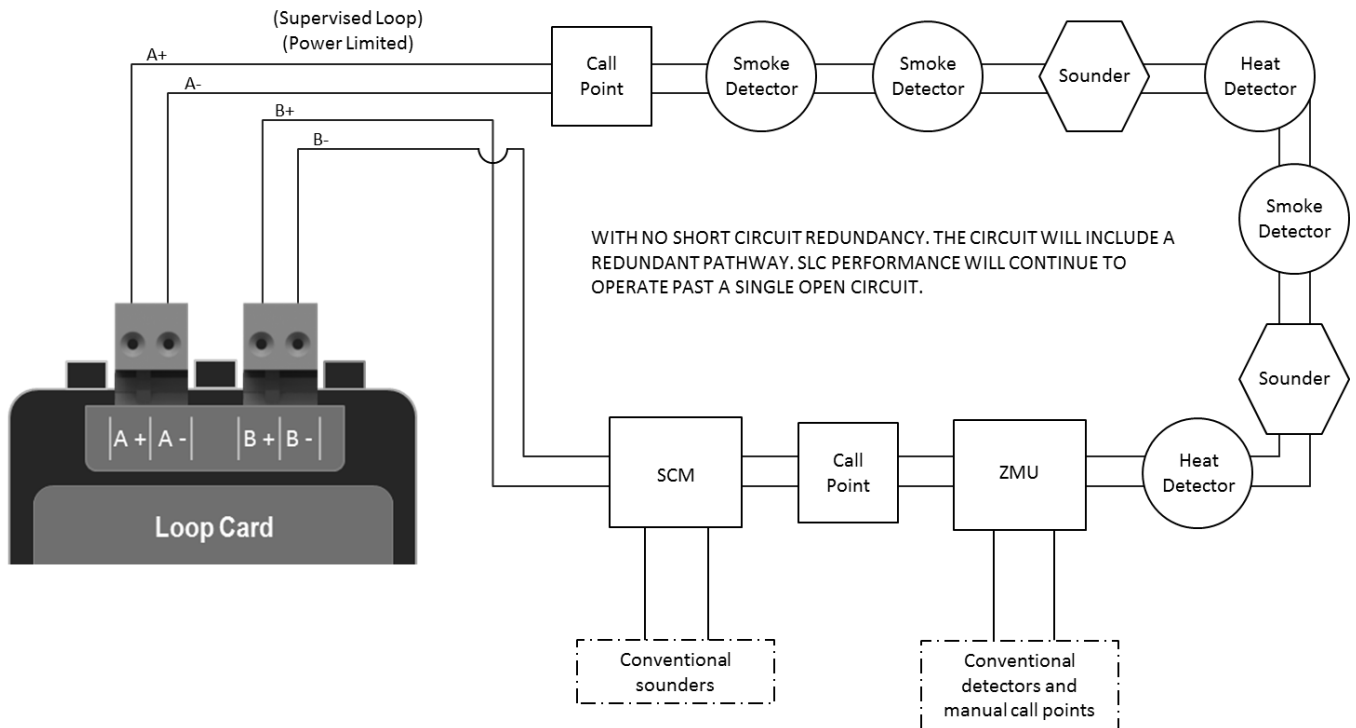 (Supervised Loop)
(Power Limited)
A+
A-
B+
B-
Call
Point
Smoke
Detector
Smoke
Detector
Sounder
Heat
Detector
Smoke
Detector
WITH NO SHORT CIRCUIT REDUNDANCY. THE CIRCUIT WILL INCLUDE A
REDUNDANT PATHWAY. SLC PERFORMANCE WILL CONTINUE TO
OPERATE PAST A SINGLE OPEN CIRCUIT.
Sounder
A + A - B + B -
Loop Card
SCM
Call
Point
ZMU
Heat
Detector
Conventional
sounders
Conventional
detectors and
manual call points